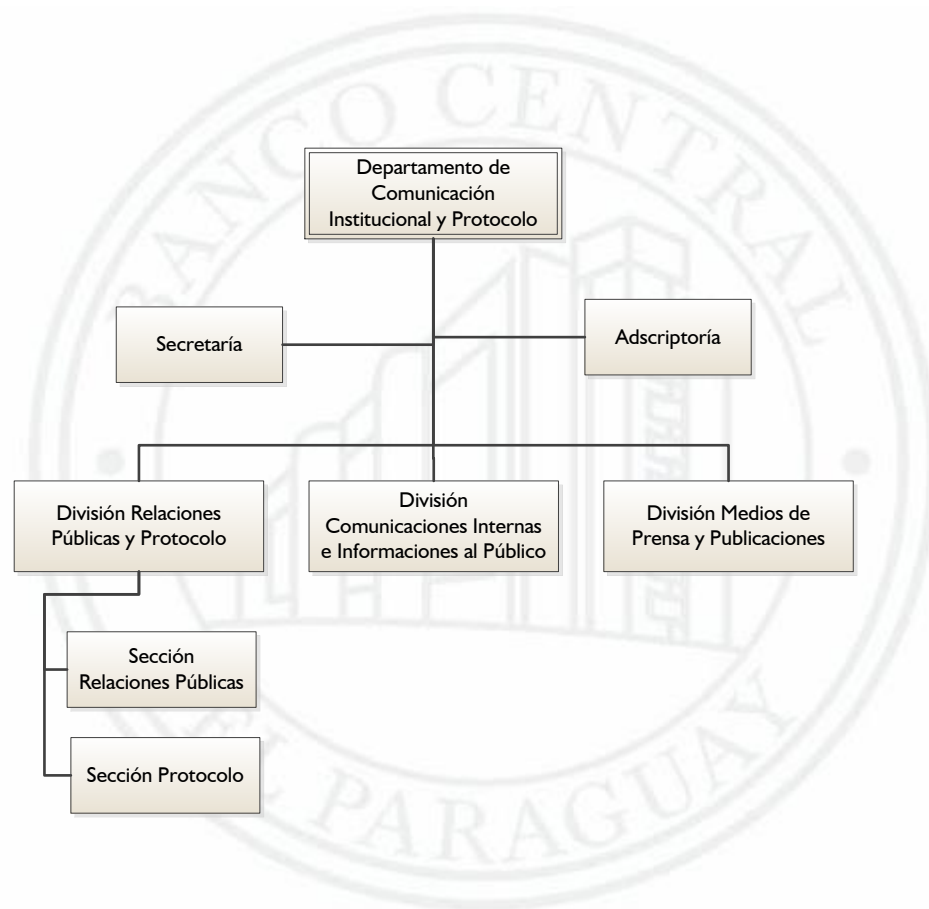 BANCO CENTRAL
Departamento de
Comunicación
Institucional y Protocolo
Secretaría
Adscriptoría
División Relaciones
Públicas y Protocolo
División
Comunicaciones Internas
e Informaciones al Público
División Medios de
Prensa y Publicaciones
Sección
Relaciones Públicas
Sección Protocolo
PARAGUAY